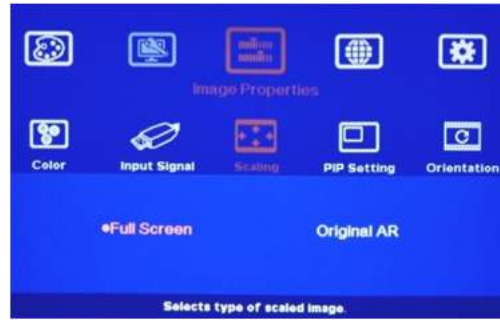 Image Properties
Color Input Signal Scaling PIP Setting Orientation
Full Screen Original AR
Selects type of scaled image.